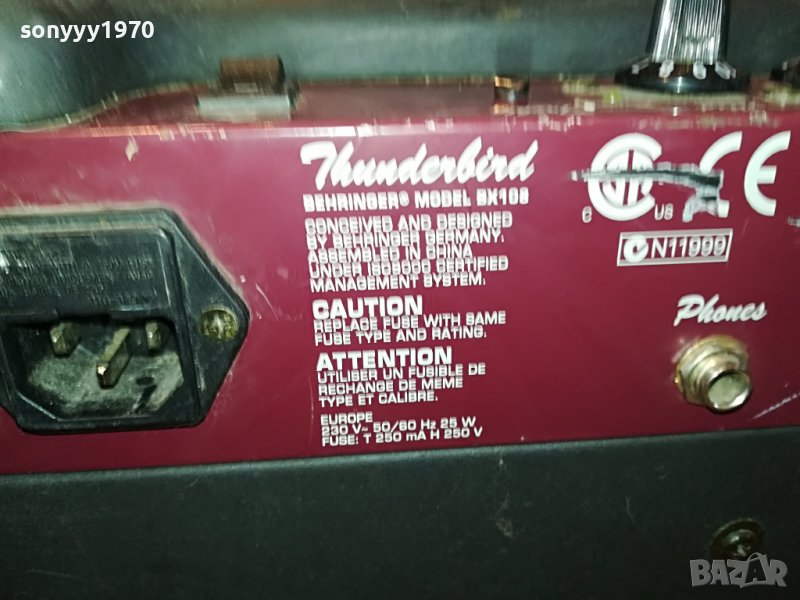 sonyyy1970
Thunderbird
BEHRINGER® MODEL BX108
CONCEIVED AND DESIGNED
BY BEHRINGER GERMANY.
ASSEMBLED IN CHINA
UNDER ISO9000 CERTIFIED
MANAGEMENT SYSTEM.
CAUTION
REPLACE FUSE WITH SAME
FUSE TYPE AND RATING.
ATTENTION
UTILISER UN FUSIBLE DE
RECHANGE DE MEME
TYPE ET CALIBRE.
EUROPE
230 V~ 50/60 Hz 25 W
FUSE: T 250 mA H 250 V
C US CE
N11999
Phones
BAZAR